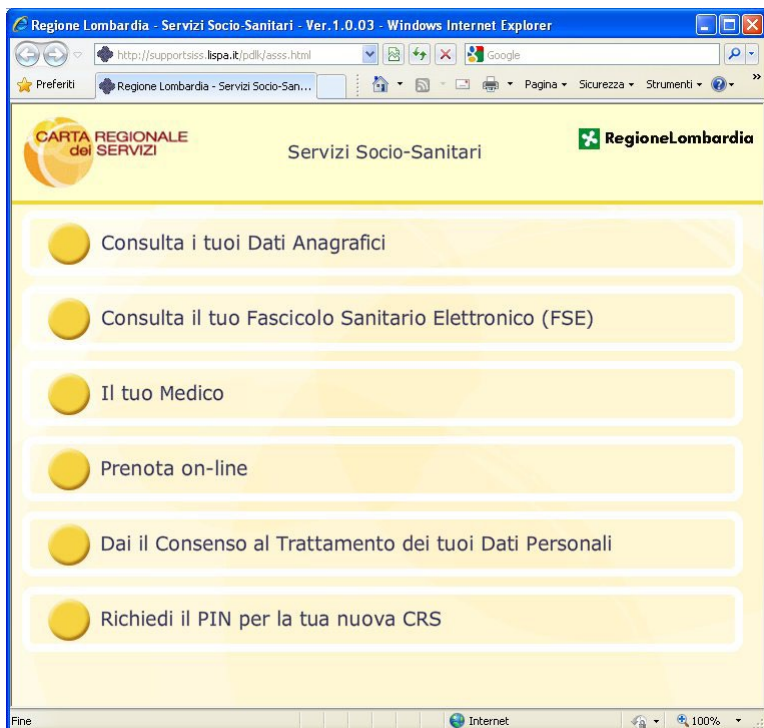 Regione Lombardia - Servizi Socio-Sanitari - Ver.1.0.03 - Windows Internet Explorer
http://supportsiss.lispa.it/pdlk/asss.html
Google
Preferiti
Regione Lombardia - Servizi Socio-San...
Pagina
Sicurezza
Strumenti
»
CARTA REGIONALE
dei SERVIZI
Servizi Socio-Sanitari
RegioneLombardia
Consulta i tuoi Dati Anagrafici
Consulta il tuo Fascicolo Sanitario Elettronico (FSE)
Il tuo Medico
Prenota on-line
Dai il Consenso al Trattamento dei tuoi Dati Personali
Richiedi il PIN per la tua nuova CRS
Fine
Internet
100%